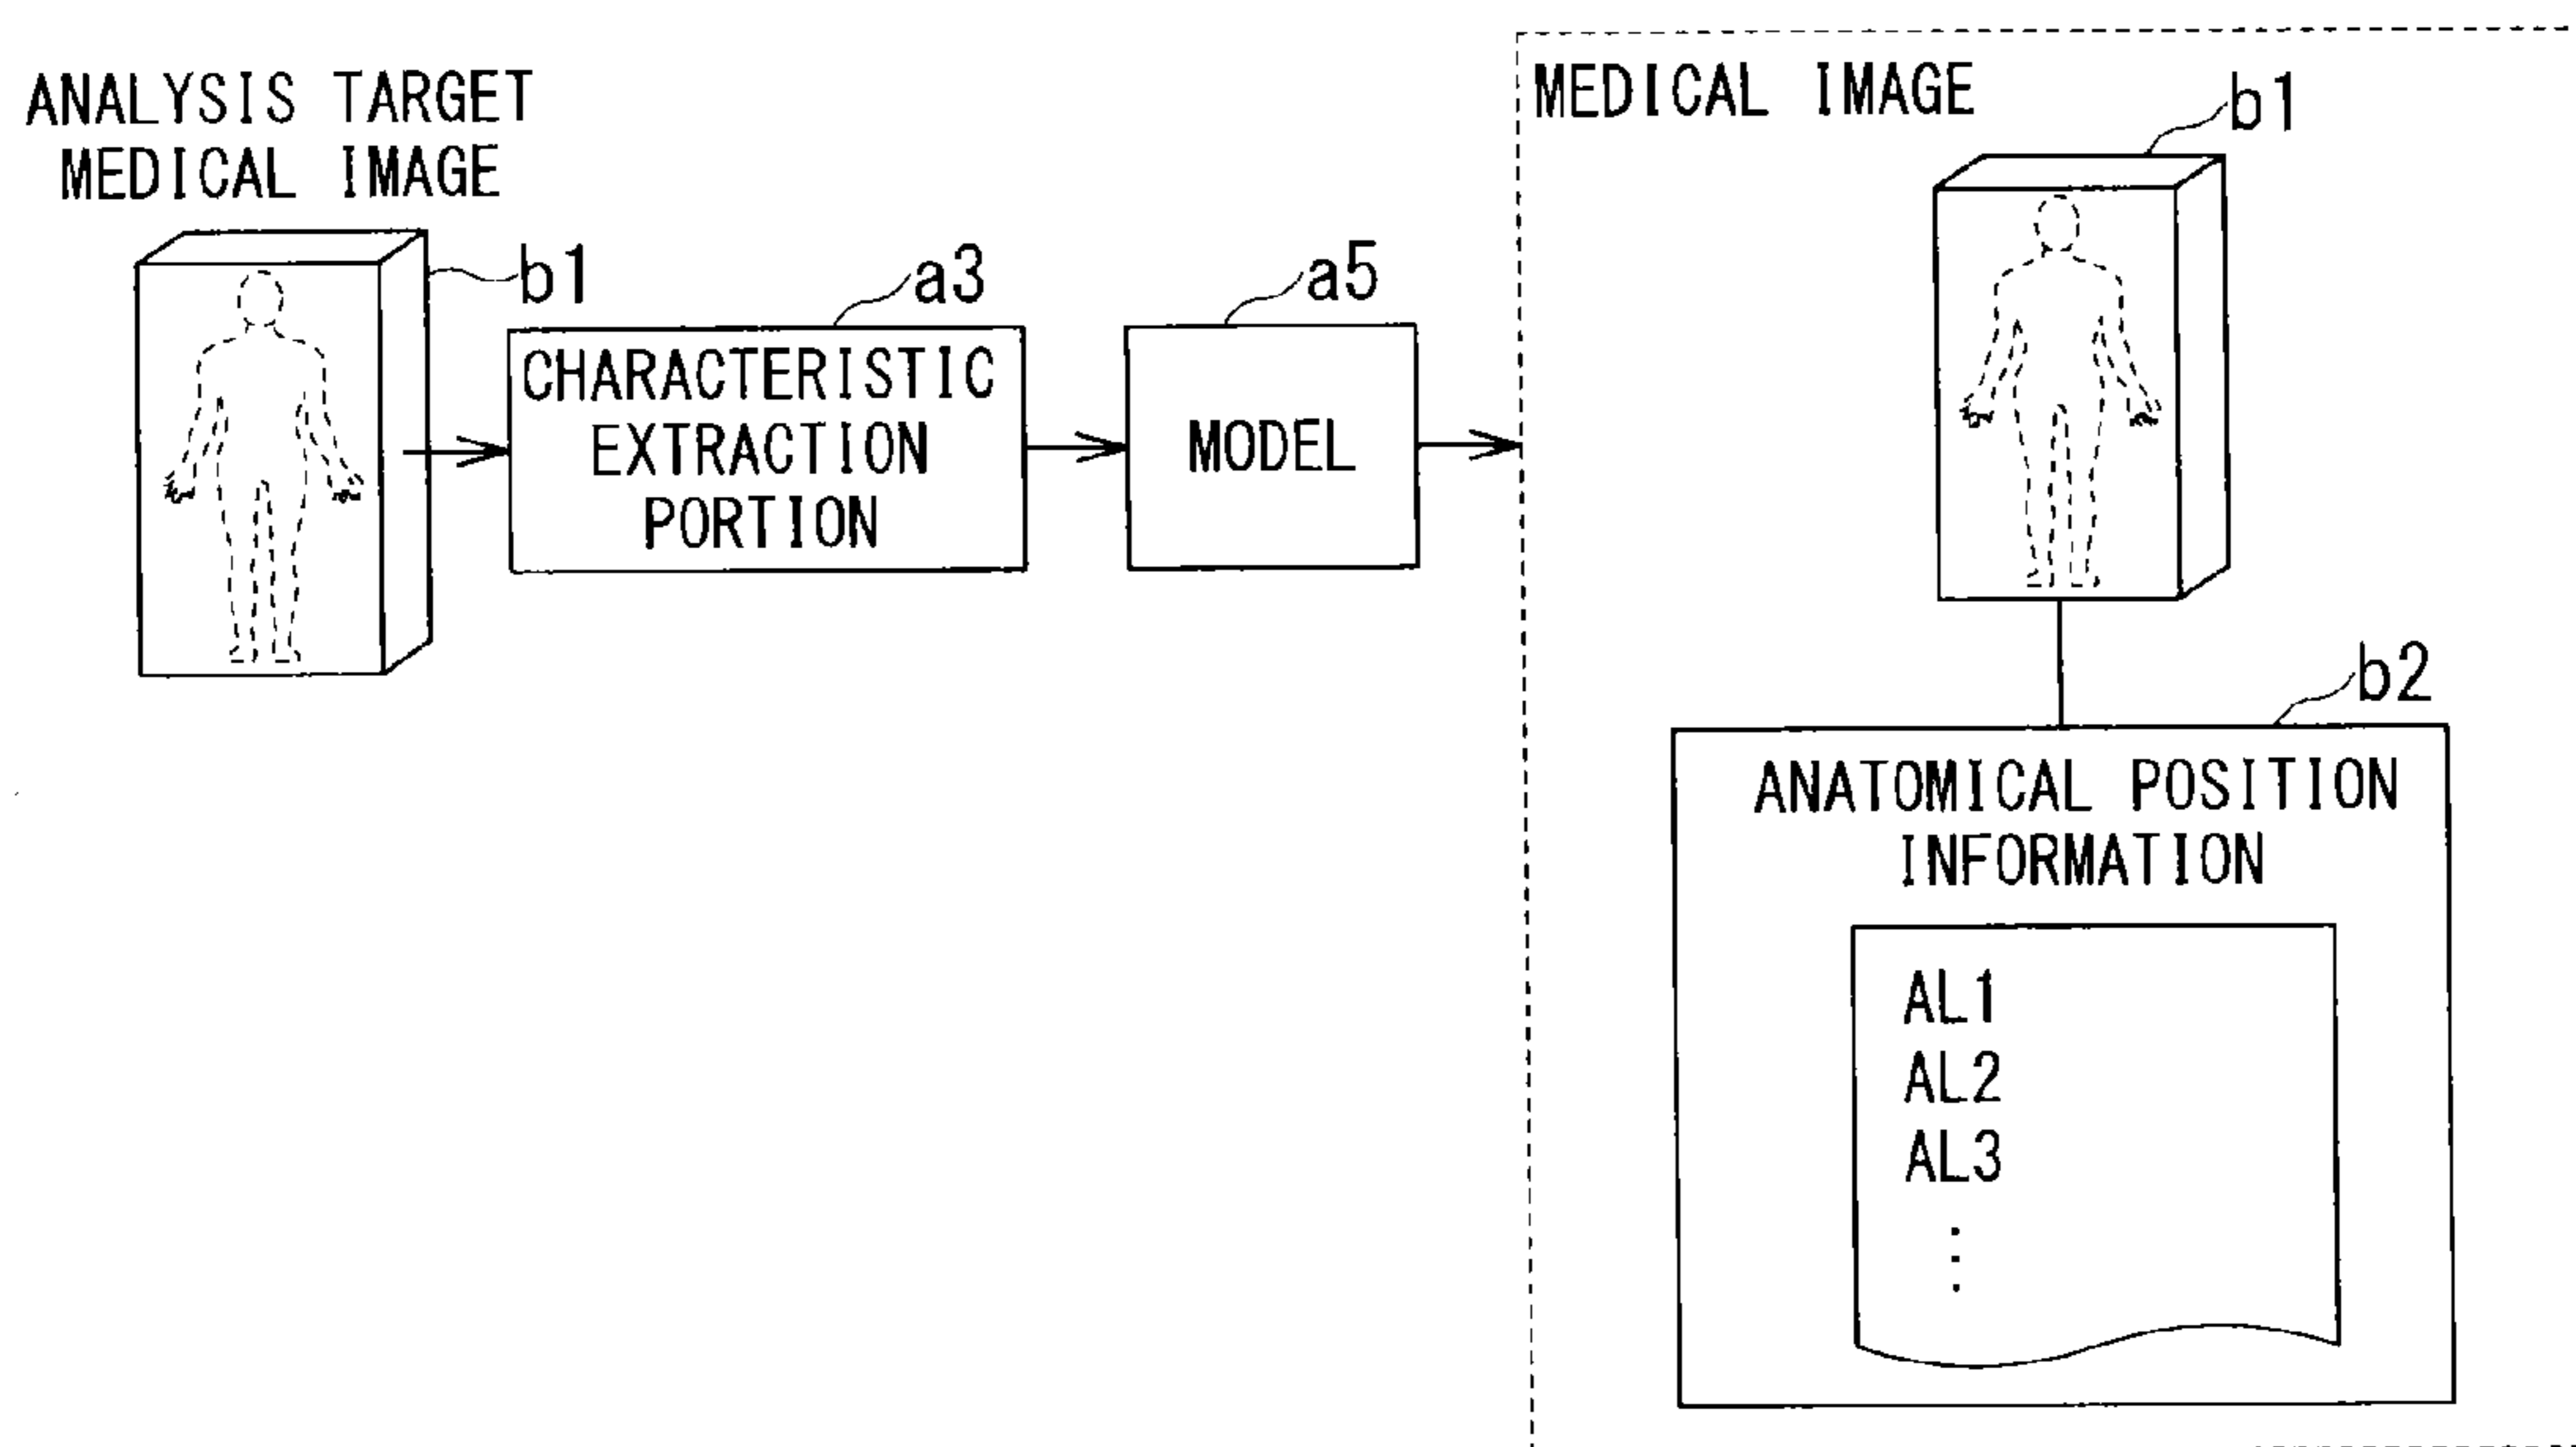 ANALYSIS TARGET
MEDICAL IMAGE
b1
a3
CHARACTERISTIC
EXTRACTION
PORTION
a5
MODEL
MEDICAL IMAGE
b1
b2
ANATOMICAL POSITION
INFORMATION
AL1
AL2
AL3